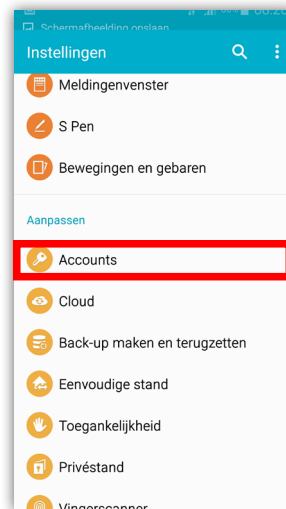 Schermafbeelding opslaan
Instellingen
Meldingenvenster
S Pen
Bewegingen en gebaren
Aanpassen
Accounts
Cloud
Back-up maken en terugzetten
Eenvoudige stand
Toegankelijkheid
Privéstand
Vingerscanner